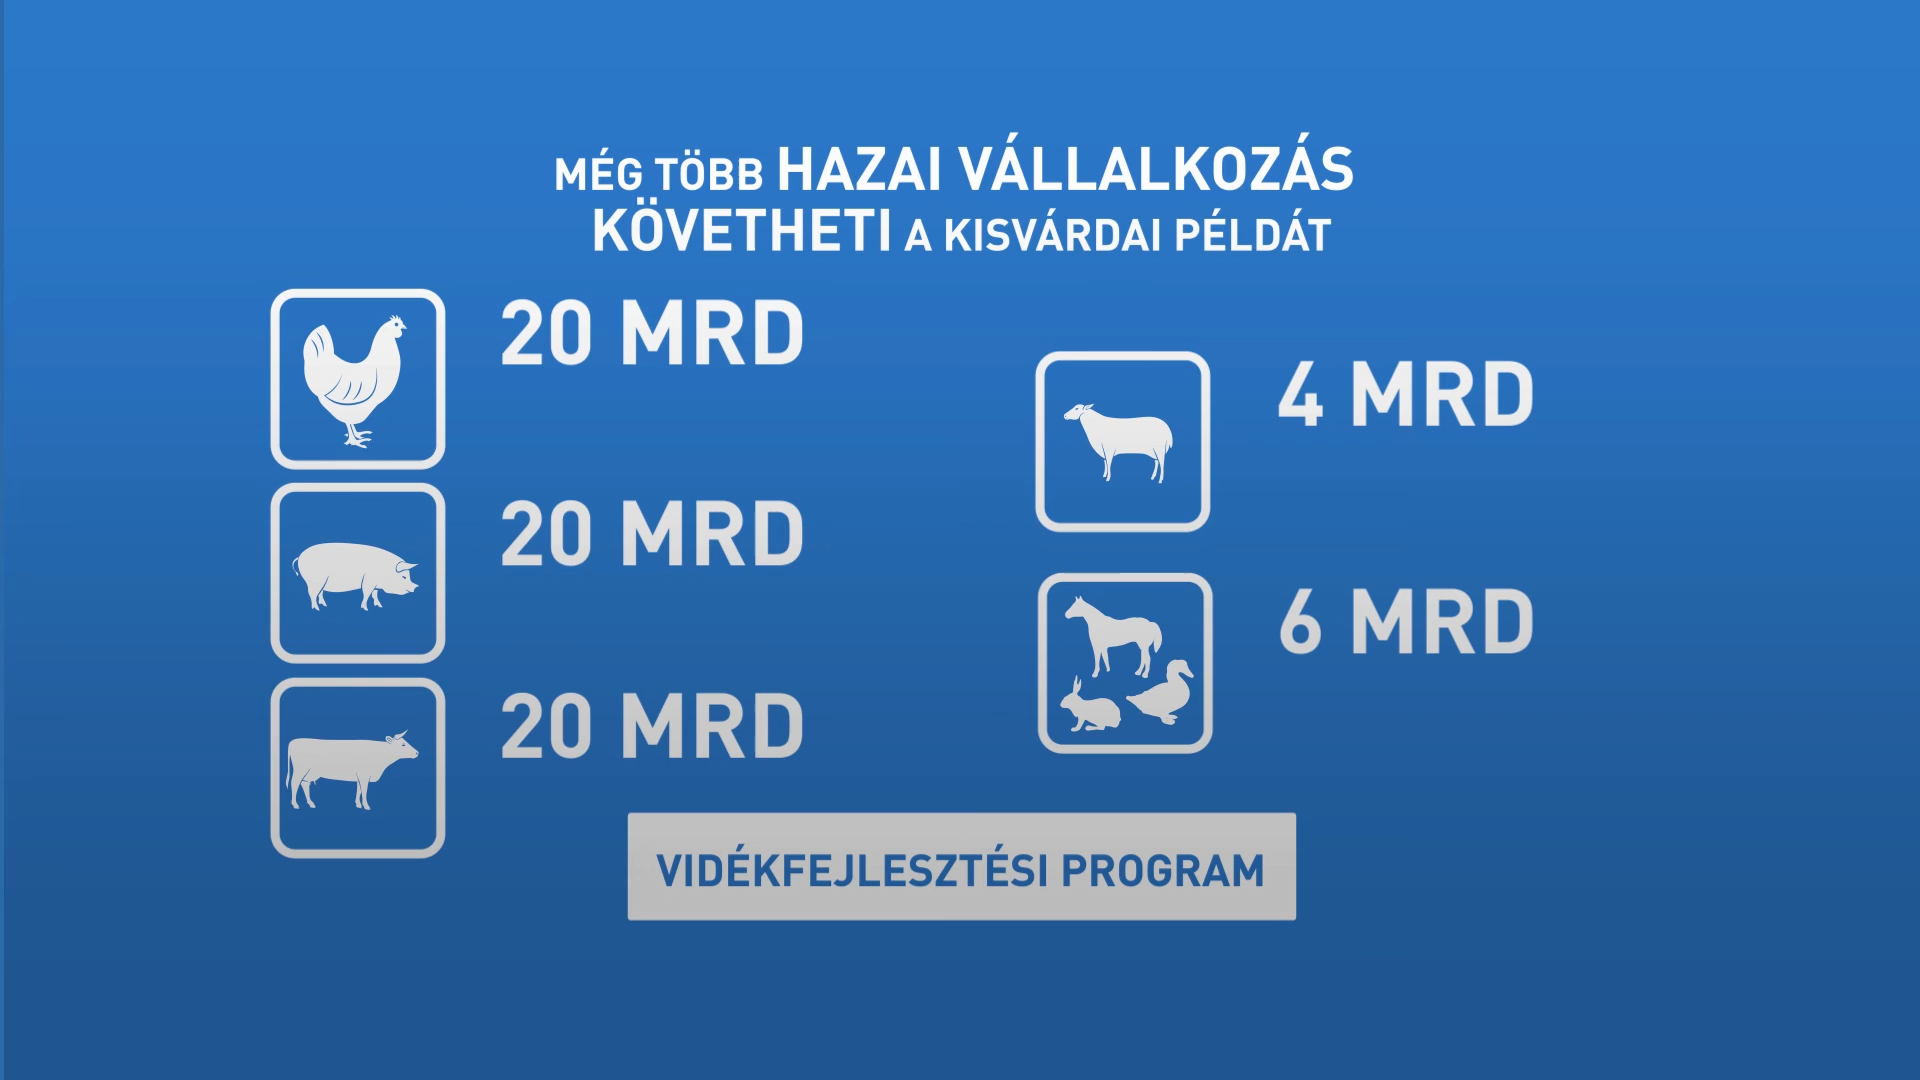 MÉG TÖBB HAZAI VÁLLALKOZÁS
KÖVETHETI A KISVÁRDAI PÉLDÁT
20 MRD
20 MRD
20 MRD
4 MRD
6 MRD
VIDÉKFEJLESZTÉSI PROGRAM